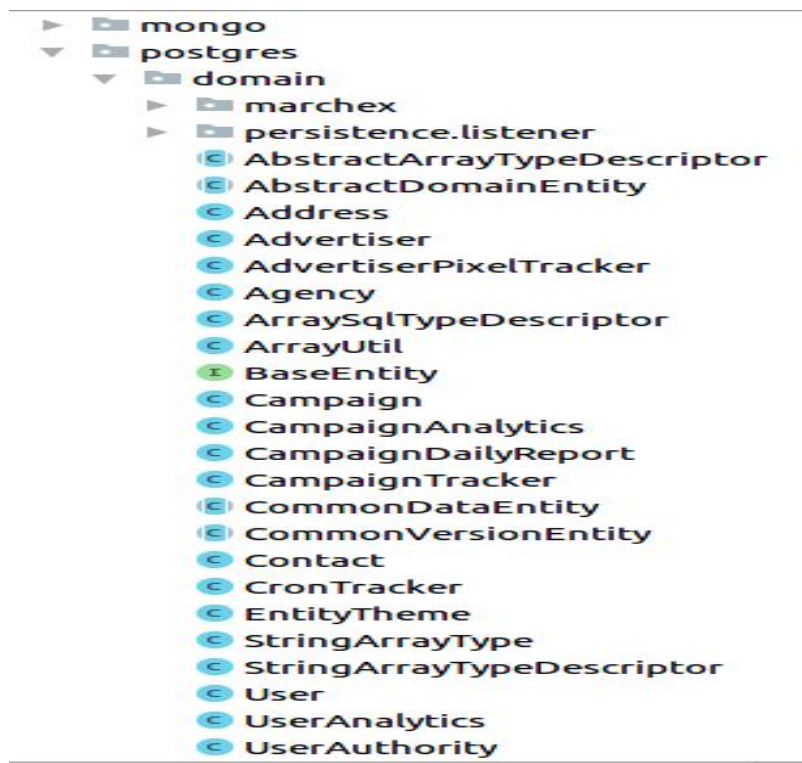 mongo
postgres
domain
marchex
persistence.listener
AbstractArrayTypeDescriptor
AbstractDomainEntity
Address
Advertiser
AdvertiserPixelTracker
Agency
ArraySqlTypeDescriptor
ArrayUtil
BaseEntity
Campaign
CampaignAnalytics
CampaignDailyReport
CampaignTracker
CommonDataEntity
CommonVersionEntity
Contact
CronTracker
EntityTheme
StringArrayType
StringArrayTypeDescriptor
User
UserAnalytics
UserAuthority